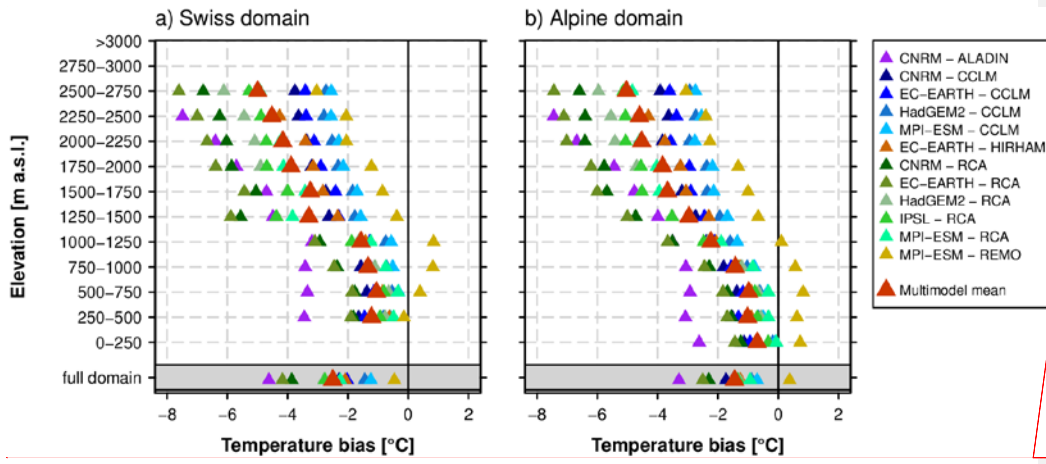 a) Swiss domain
b) Alpine domain
Elevation [m a.s.l.]
>3000
2750−3000
2500−2750
2250−2500
2000−2250
1750−2000
1500−1750
1250−1500
1000−1250
750−1000
500−750
250−500
0−250
full domain
−8 −6 −4 −2 0 2
−8 −6 −4 −2 0 2
Temperature bias [°C]
Temperature bias [°C]
CNRM − ALADIN
CNRM − CCLM
EC−EARTH − CCLM
HadGEM2 − CCLM
MPI−ESM − CCLM
EC−EARTH − HIRHAM
CNRM − RCA
EC−EARTH − RCA
HadGEM2 − RCA
IPSL − RCA
MPI−ESM − RCA
MPI−ESM − REMO
Multimodel mean